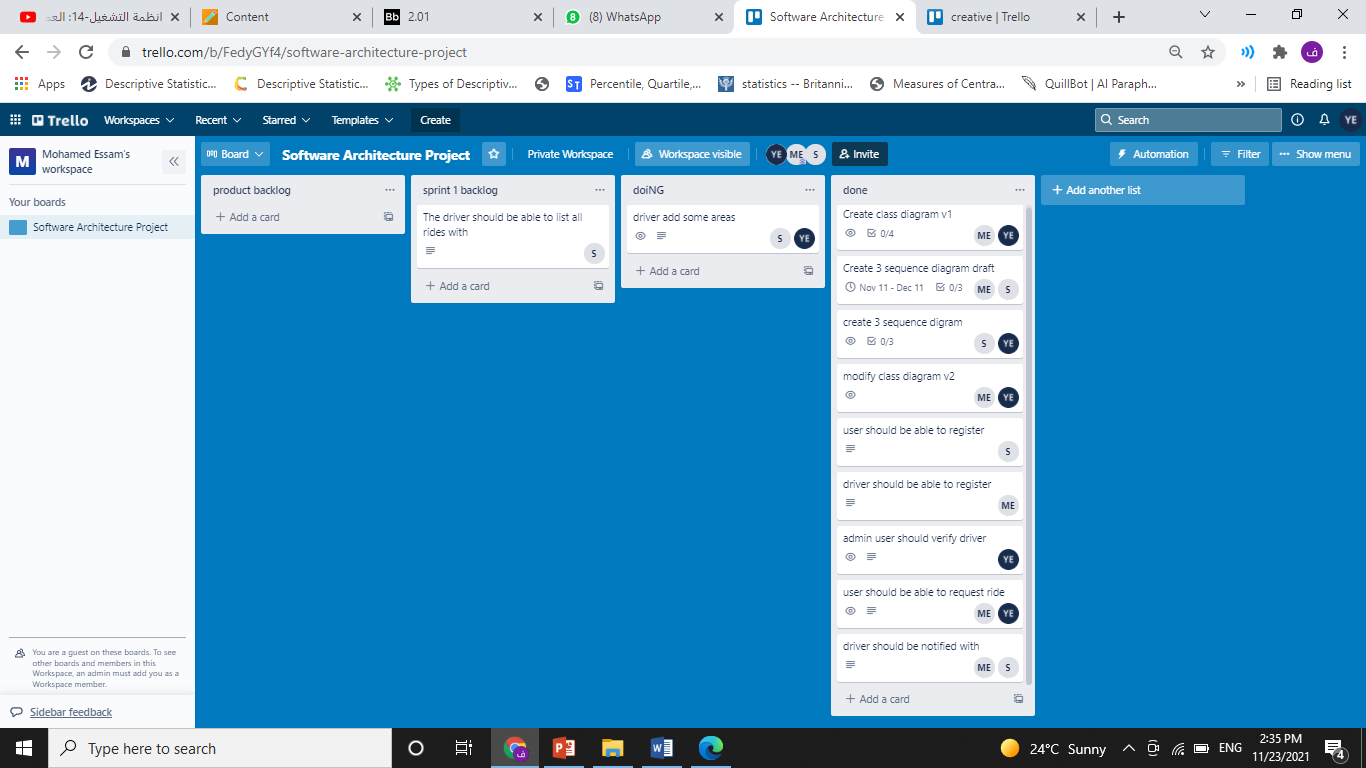 انظمة التشغيل-14: العد
Content
2.01
(8) WhatsApp
Software Architecture
creative | Trello
trello.com/b/FedyGYf4/software-architecture-project
ف
Apps
Descriptive Statistic...
Descriptive Statistic...
Types of Descriptiv...
Percentile, Quartile,...
statistics -- Britanni...
Measures of Centra...
QuillBot | AI Paraph...
»
Reading list
Trello
Workspaces
Recent
Starred
Templates
Create
Search
YE
M
Mohamed Essam's
workspace
Your boards
Software Architecture Project
Board
Software Architecture Project
Private Workspace
Workspace visible
YE
ME
S
Invite
Automation
Filter
Show menu
product backlog
Add a card
sprint 1 backlog
The driver should be able to list all
rides with
S
Add a card
doiNG
driver add some areas
S
YE
Add a card
done
Create class diagram v1
0/4
ME
YE
Create 3 sequence diagram draft
Nov 11 - Dec 11
0/3
ME
S
create 3 sequence digram
0/3
S
YE
modify class diagram v2
ME
YE
user should be able to register
S
driver should be able to register
ME
admin user should verify driver
YE
user should be able to request ride
ME
YE
driver should be notified with
ME
S
Add a card
Add another list
You are a guest on these boards. To see
other boards and members in this
Workspace, an admin must add you as a
Workspace member.
Sidebar feedback
Type here to search
24°C Sunny
ENG
2:35 PM
11/23/2021
4